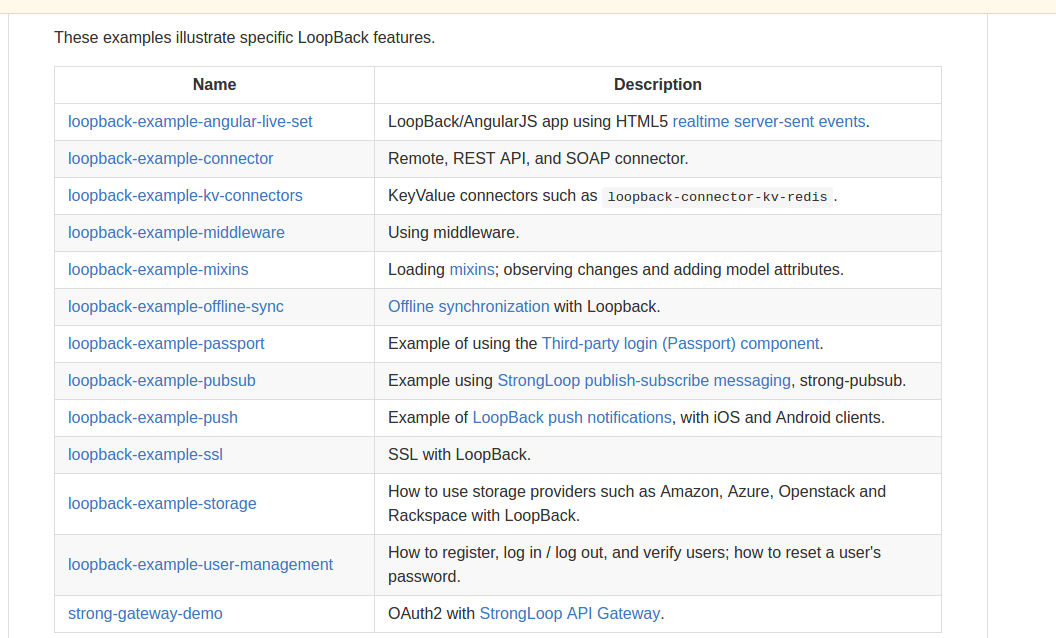 These examples illustrate specific LoopBack features.
Name Description
loopback-example-angular-live-set LoopBack/AngularJS app using HTML5 realtime server-sent events.
loopback-example-connector Remote, REST API, and SOAP connector.
loopback-example-kv-connectors KeyValue connectors such as loopback-connector-kv-redis .
loopback-example-middleware Using middleware.
loopback-example-mixins Loading mixins; observing changes and adding model attributes.
loopback-example-offline-sync Offline synchronization with Loopback.
loopback-example-passport Example of using the Third-party login (Passport) component.
loopback-example-pubsub Example using StrongLoop publish-subscribe messaging, strong-pubsub.
loopback-example-push Example of LoopBack push notifications, with iOS and Android clients.
loopback-example-ssl SSL with LoopBack.
loopback-example-storage How to use storage providers such as Amazon, Azure, Openstack and
Rackspace with LoopBack.
loopback-example-user-management How to register, log in / log out, and verify users; how to reset a user's
password.
strong-gateway-demo OAuth2 with StrongLoop API Gateway.